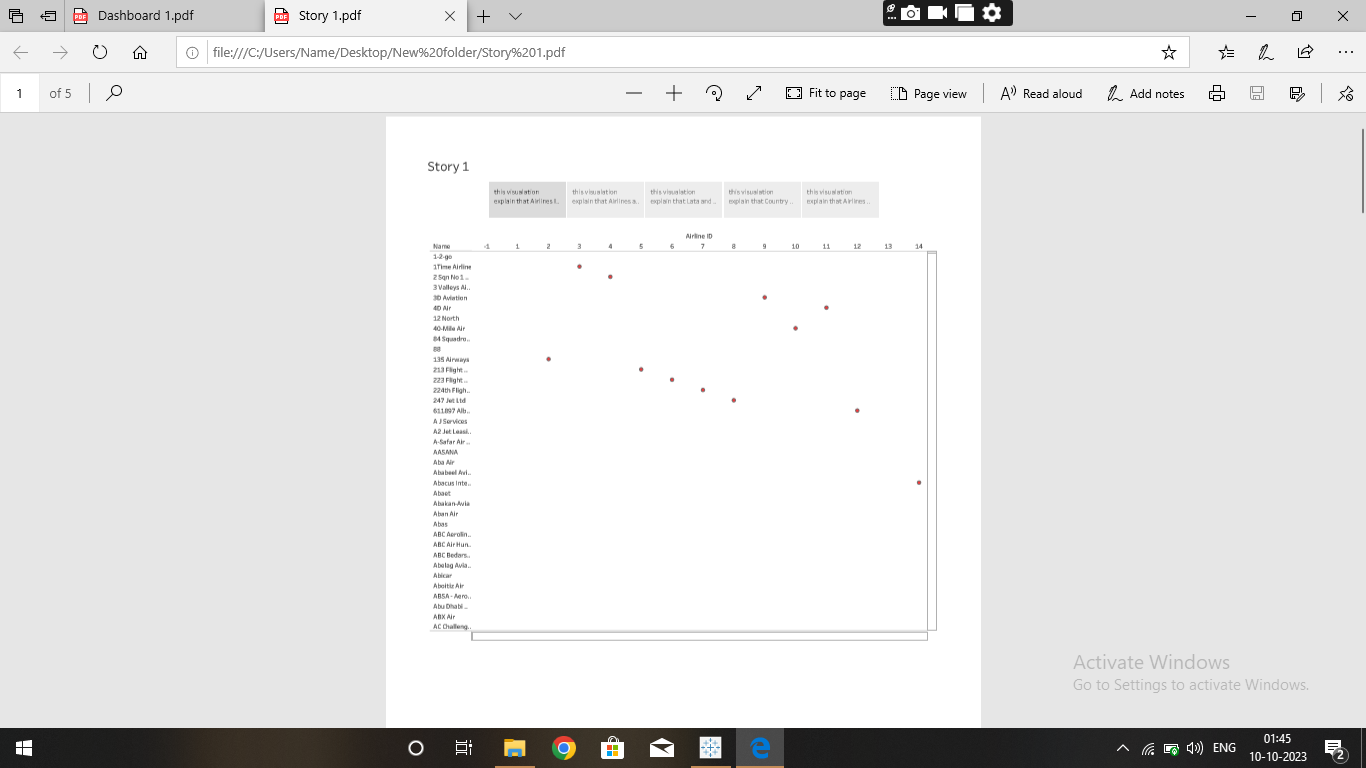 Dashboard 1.pdf
Story 1.pdf
file:///C:/Users/Name/Desktop/New%20folder/Story%201.pdf
1 of 5
Fit to page
Page view
Read aloud
Add notes
Story 1
this visualation
explain that Airlines I..
this visualation
explain that Airlines a..
this visualation
explain that Lata and ..
this visualation
explain that Country ..
this visualation
explain that Airlines ..
Airline ID
Name -1 1 2 3 4 5 6 7 8 9 10 11 12 13 14
1-2-go
1Time Airline
2 Sqn No 1 ..
3 Valleys Ai..
3D Aviation
4D Air
12 North
40-Mile Air
84 Squadro..
88
135 Airways
213 Flight ..
223 Flight ..
224th Fligh..
247 Jet Ltd
611897 Alb..
A J Services
A2 Jet Leasi..
A-Safar Air ..
AASANA
Aba Air
Ababeel Avi..
Abacus Inte..
Abaet
Abakan-Avia
Aban Air
Abas
ABC Aerolin..
ABC Air Hun..
ABC Bedars..
Abelag Avia..
Abicar
Aboitiz Air
ABSA - Aero..
Abu Dhabi ..
ABX Air
AC Challeng..
Activate Windows
Go to Settings to activate Windows.
ENG
01:45
10-10-2023
2